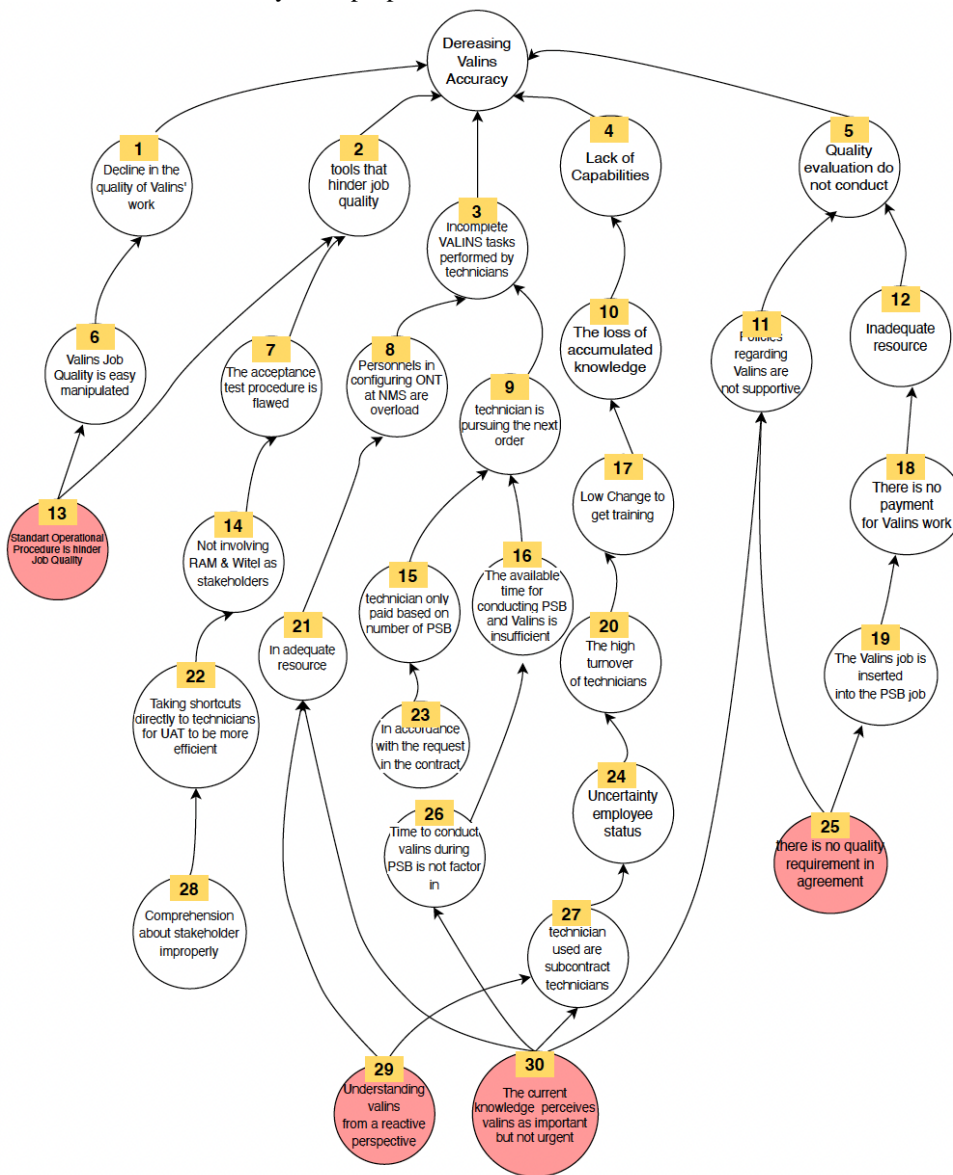 Dereasing
Valins
Accuracy
1
Decline in the
quality of Valins'
work
2
tools that
hinder job
quality
3
Incomplete
VALINS tasks
performed by
technicians
4
Lack of
Capabilities
5
Quality
evaluation do
not conduct
6
Valins Job
Quality is easy
manipulated
7
The acceptance
test procedure is
flawed
8
Personnels in
configuring ONT
at NMS are
overload
9
technician is
pursuing the next
order
10
The loss of
accumulated
knowledge
11
Policies
regarding
Valins are
not supportive
12
Inadequate
resource
13
Standart Operational
Procedure is hinder
Job Quality
14
Not involving
RAM & Witel as
stakeholders
15
technician only
paid based on
number of PSB
16
The available
time for
conducting PSB
and Valins is
insufficient
17
Low Change to
get training
18
There is no
payment
for Valins work
19
The Valins job is
inserted
into the PSB job
20
The high
turnover
of technicians
21
In adequate
resource
22
Taking shortcuts
directly to technicians
for UAT to be more
efficient
23
In accordance
with the request
in the contract
24
Uncertainty
employee
status
25
there is no quality
requirement in
agreement
26
Time to conduct
valins during
PSB is not factor
in
27
technician
used are
subcontract
technicians
28
Comprehension
about stakeholder
improperly
29
Understanding
valins
from a reactive
perspective
30
The current
knowledge perceives
valins as important
but not urgent